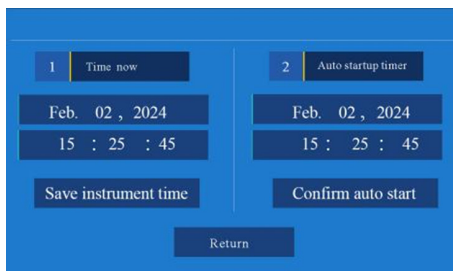 1 Time now
Feb. 02 , 2024
15 : 25 : 45
Save instrument time
2 Auto startup timer
Feb. 02 , 2024
15 : 25 : 45
Confirm auto start
Return